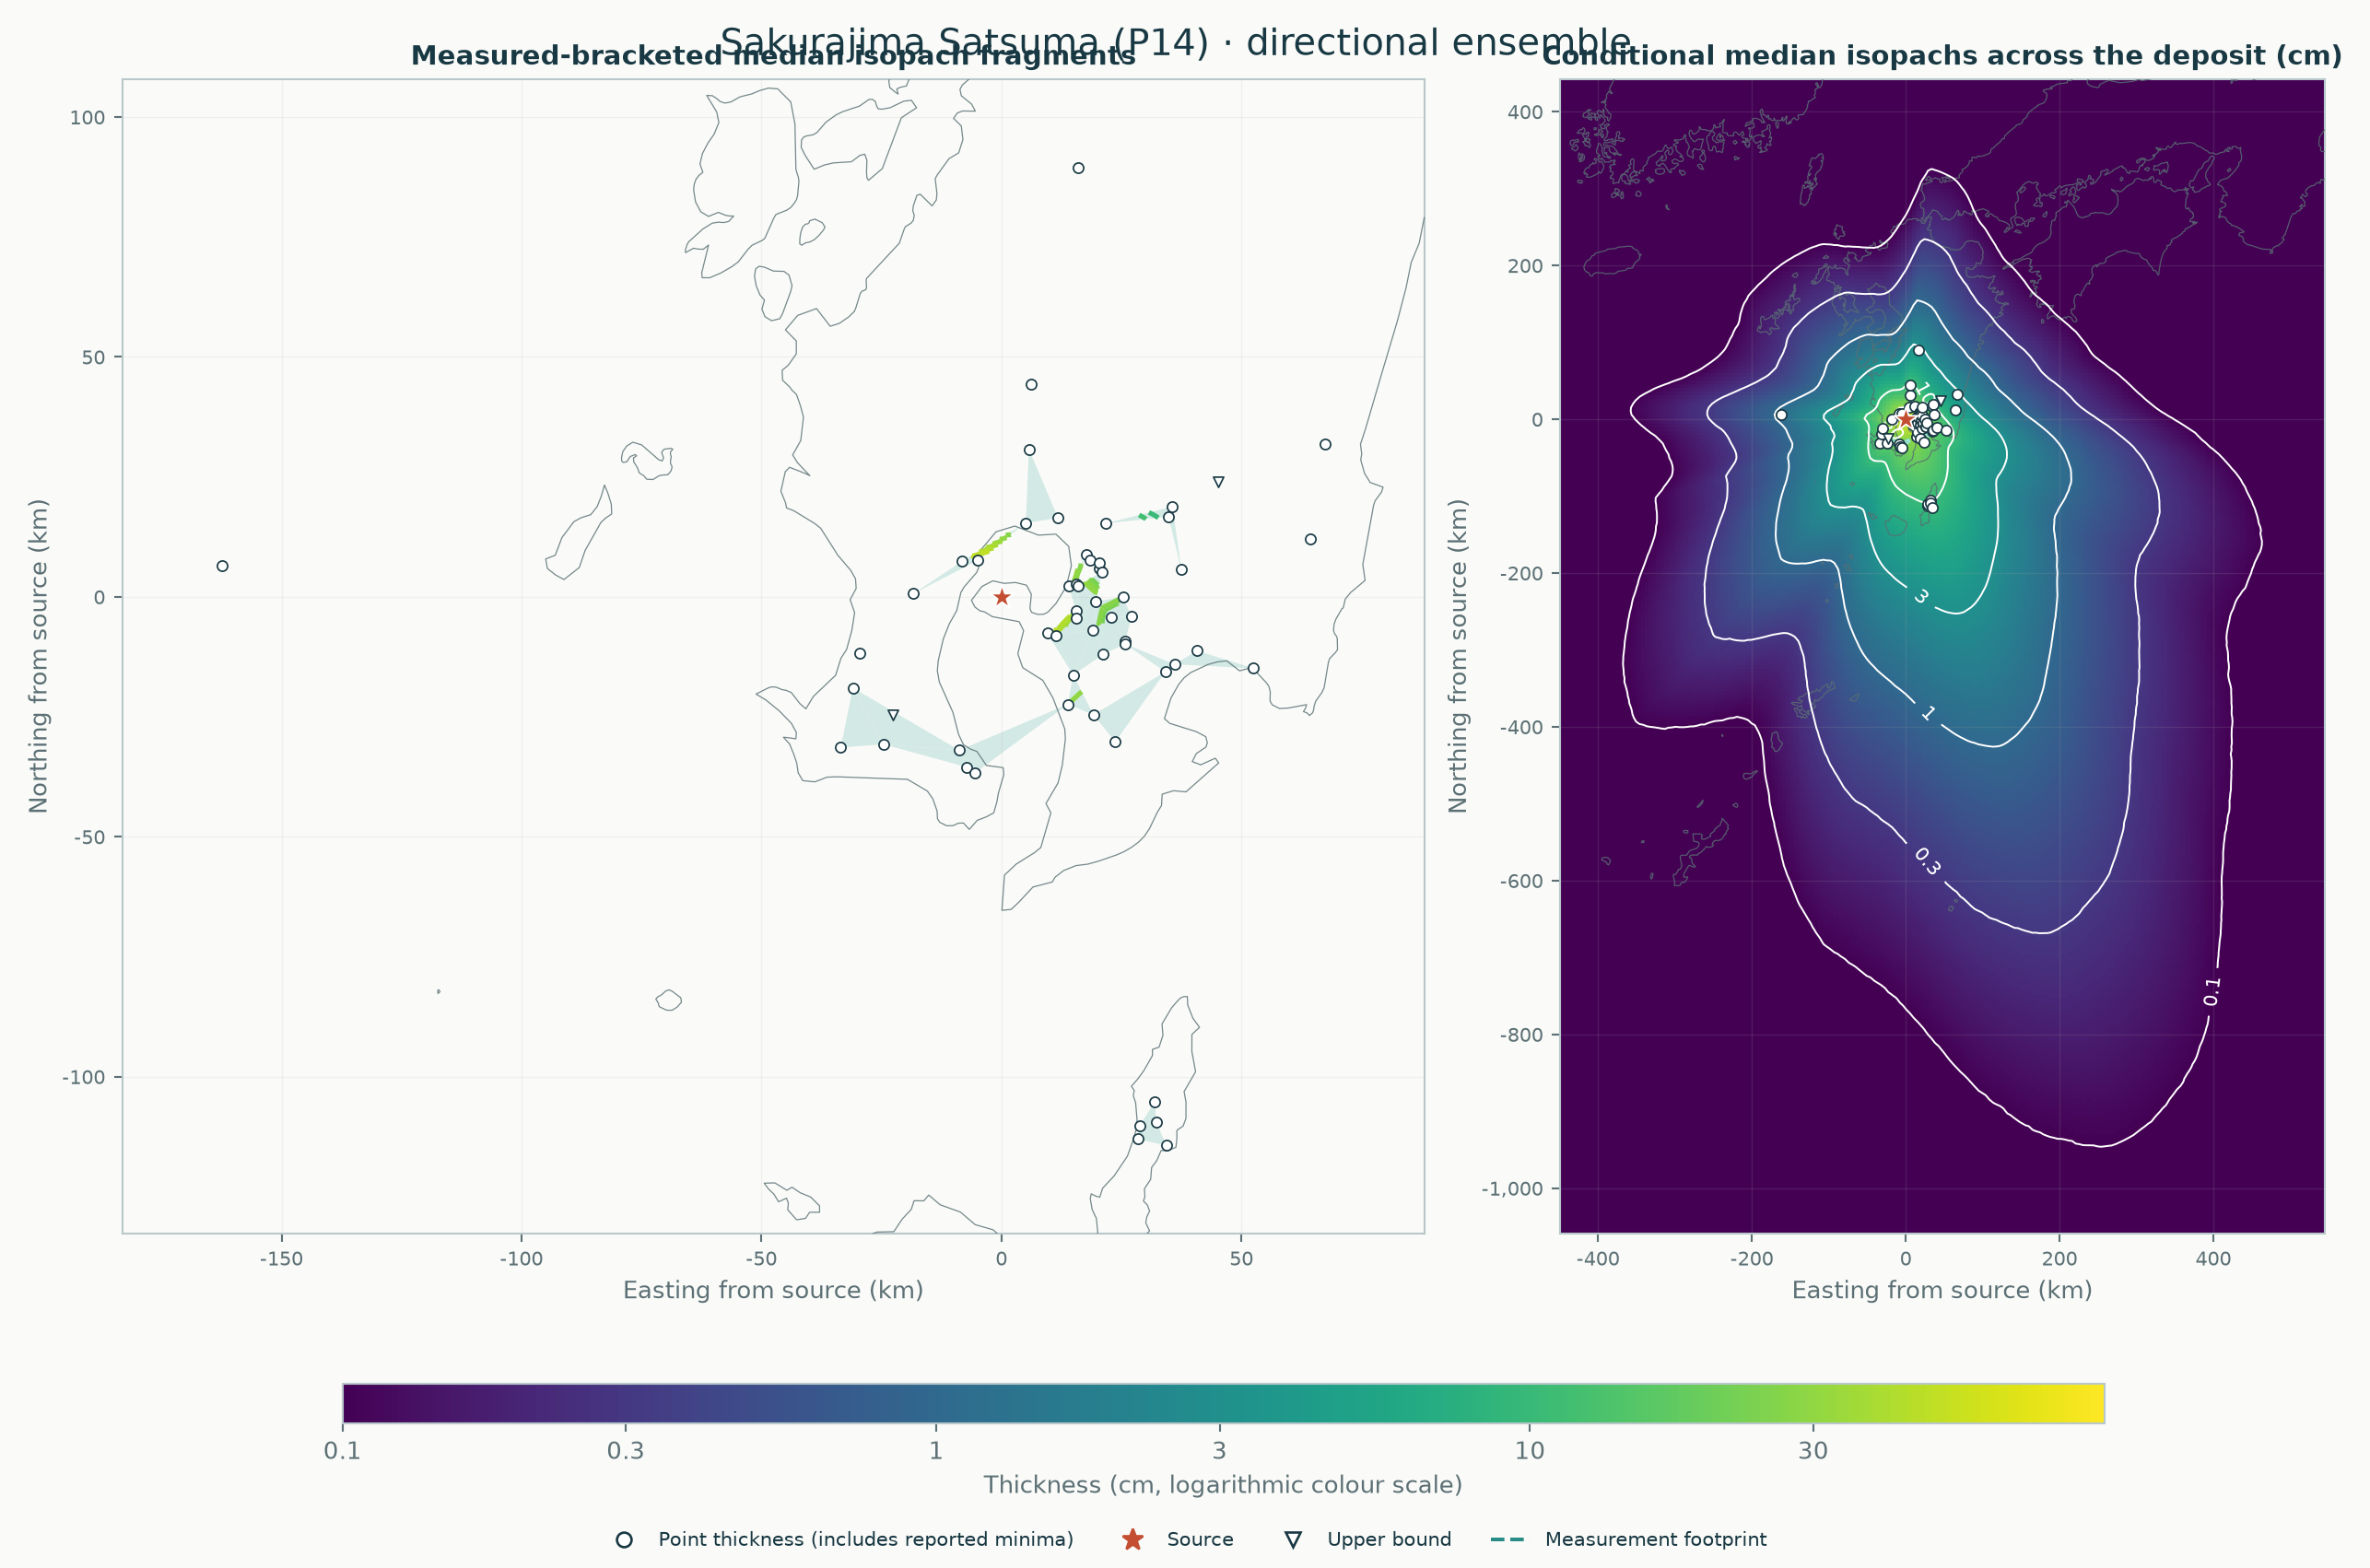 Sakurajima Satsuma (P14) · directional ensemble
Measured-bracketed median isopach fragments
Conditional median isopachs across the deposit (cm)
100
50
0
-50
-100
Northing from source (km)
-150
-100
-50
0
50
Easting from source (km)
400
200
0
-200
-400
-600
-800
-1,000
Northing from source (km)
3
1
0.3
0.1
-400
-200
0
200
400
Easting from source (km)
0.1
0.3
1
3
10
30
Thickness (cm, logarithmic colour scale)
Point thickness (includes reported minima)
Source
Upper bound
Measurement footprint